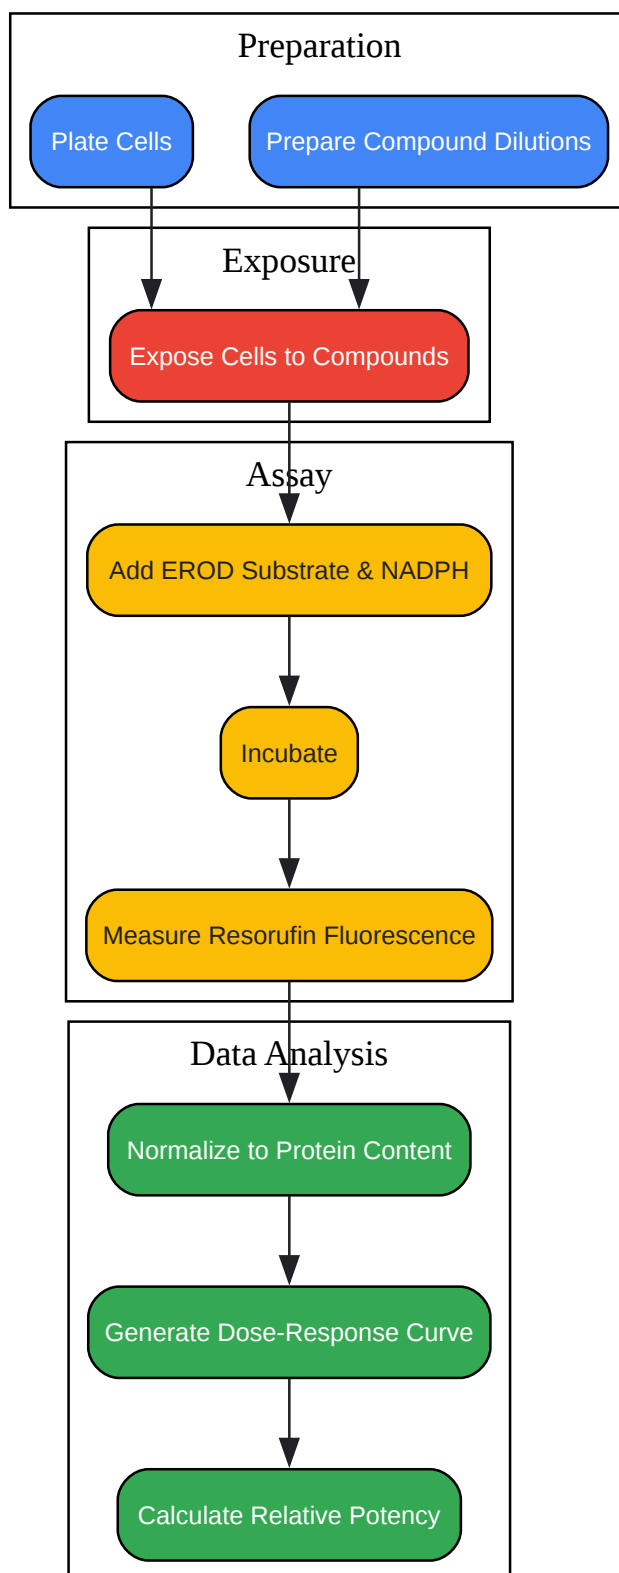 Preparation
Plate Cells
Prepare Compound Dilutions
Exposure
Expose Cells to Compounds
Assay
Add EROD Substrate & NADPH
Incubate
Measure Resorufin Fluorescence
Data Analysis
Normalize to Protein Content
Generate Dose-Response Curve
Calculate Relative Potency